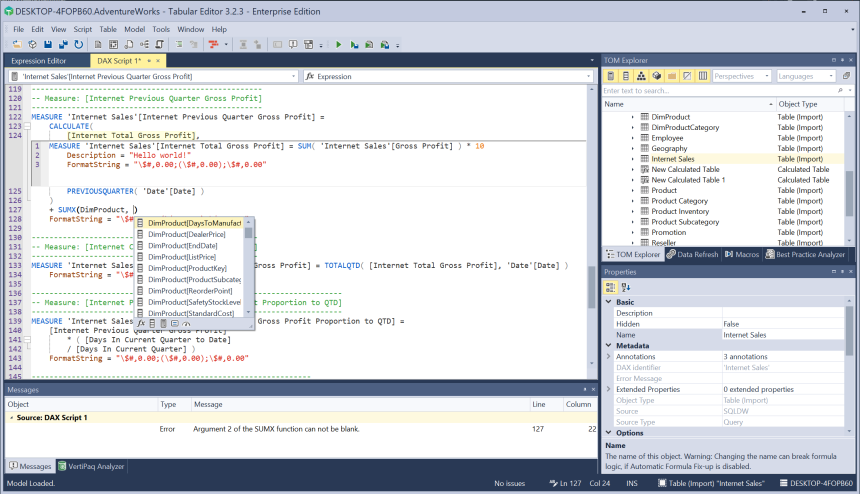 DESKTOP-4FOPB60.AdventureWorks - Tabular Editor 3.2.3 - Enterprise Edition
File Edit View Script Table Model Tools Window Help
Perspectives Languages
Expression Editor DAX Script 1*
'Internet Sales'[Internet Previous Quarter Gross Profit] fx Expression
119 --------------------------------------------------
120 -- Measure: [Internet Previous Quarter Gross Profit]
121 --------------------------------------------------
122 MEASURE 'Internet Sales'[Internet Previous Quarter Gross Profit] =
123 CALCULATE(
124 [Internet Total Gross Profit],
1 MEASURE 'Internet Sales'[Internet Total Gross Profit] = SUM( 'Internet Sales'[Gross Profit] ) * 10
2 Description = "Hello world!"
3 FormatString = "\$#,0.00;(\$#,0.00);\$#,0.00"
125 PREVIOUSQUARTER( 'Date'[Date] )
126 )
127 + SUMX(DimProduct, )
128 FormatString = "\$#
129
130
131 -- Measure: [Internet C
132
133 MEASURE 'Internet Sales
Gross Profit] = TOTALQTD( [Internet Total Gross Profit], 'Date'[Date] )
134 FormatString = "\$#
135
136
137 -- Measure: [Internet P
t Proportion to QTD]
138
139 MEASURE 'Internet Sales
Gross Profit Proportion to QTD] =
140 [Internet Previous Quarter Gross Profit]
141 * ( [Days In Current Quarter to Date]
142 / [Days In Current Quarter] )
143 FormatString = "\$#,0.00;(\$#,0.00);\$#,0.00"
144
145
DimProduct[DaysToManufact
DimProduct[DealerPrice]
DimProduct[EndDate]
DimProduct[ListPrice]
DimProduct[ProductKey]
DimProduct[ProductSubcateg
DimProduct[ReorderPoint]
DimProduct[SafetyStockLeve
DimProduct[StandardCost]
Messages
Object Type Message Line Column
Source: DAX Script 1
Error Argument 2 of the SUMX function can not be blank. 127 22
Messages VertiPaq Analyzer
TOM Explorer
Enter text to search...
Name Object Type
DimProduct Table (Import)
DimProductCategory Table (Import)
Employee Table (Import)
Geography Table (Import)
Internet Sales Table (Import)
New Calculated Table Table (Import)
New Calculated Table 1 Table (Import)
Product Table (Import)
Product Category Table (Import)
Product Inventory Table (Import)
Product Subcategory Table (Import)
Promotion Table (Import)
Reseller Table (Import)
TOM Explorer Data Refresh Macros Best Practice Analyzer
Properties
Basic
Description
Hidden False
Name Internet Sales
Metadata
Annotations 3 annotations
DAX identifier 'Internet Sales'
Error Message
Extended Properties 0 extended properties
Object Type Table (Import)
Source SQLDW
Source Type Query
Options
Name
The name of this object. Warning: Changing the name can break formula
logic, if Automatic Formula Fix-up is disabled.
Model Loaded. No issues Ln 127 Col 24 INS Table (Import) "Internet Sales" DESKTOP-4FOPB60